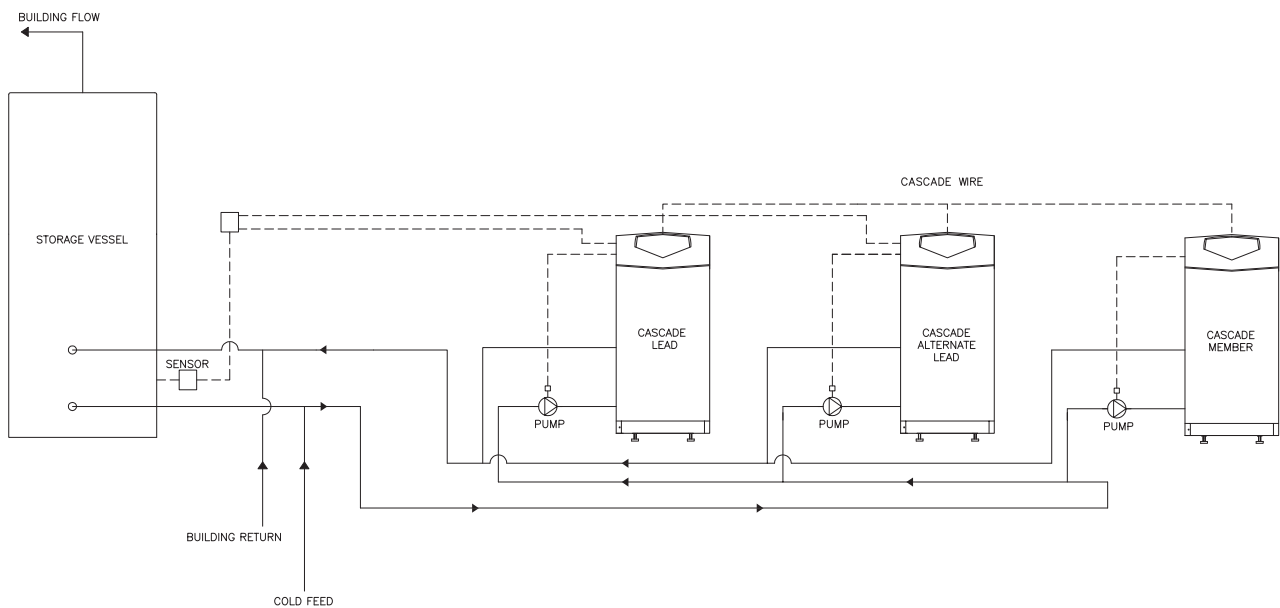 BUILDING FLOW
CASCADE WIRE
STORAGE VESSEL
CASCADE
LEAD
CASCADE
ALTERNATE
LEAD
CASCADE
MEMBER
SENSOR
PUMP
PUMP
PUMP
BUILDING RETURN
COLD FEED